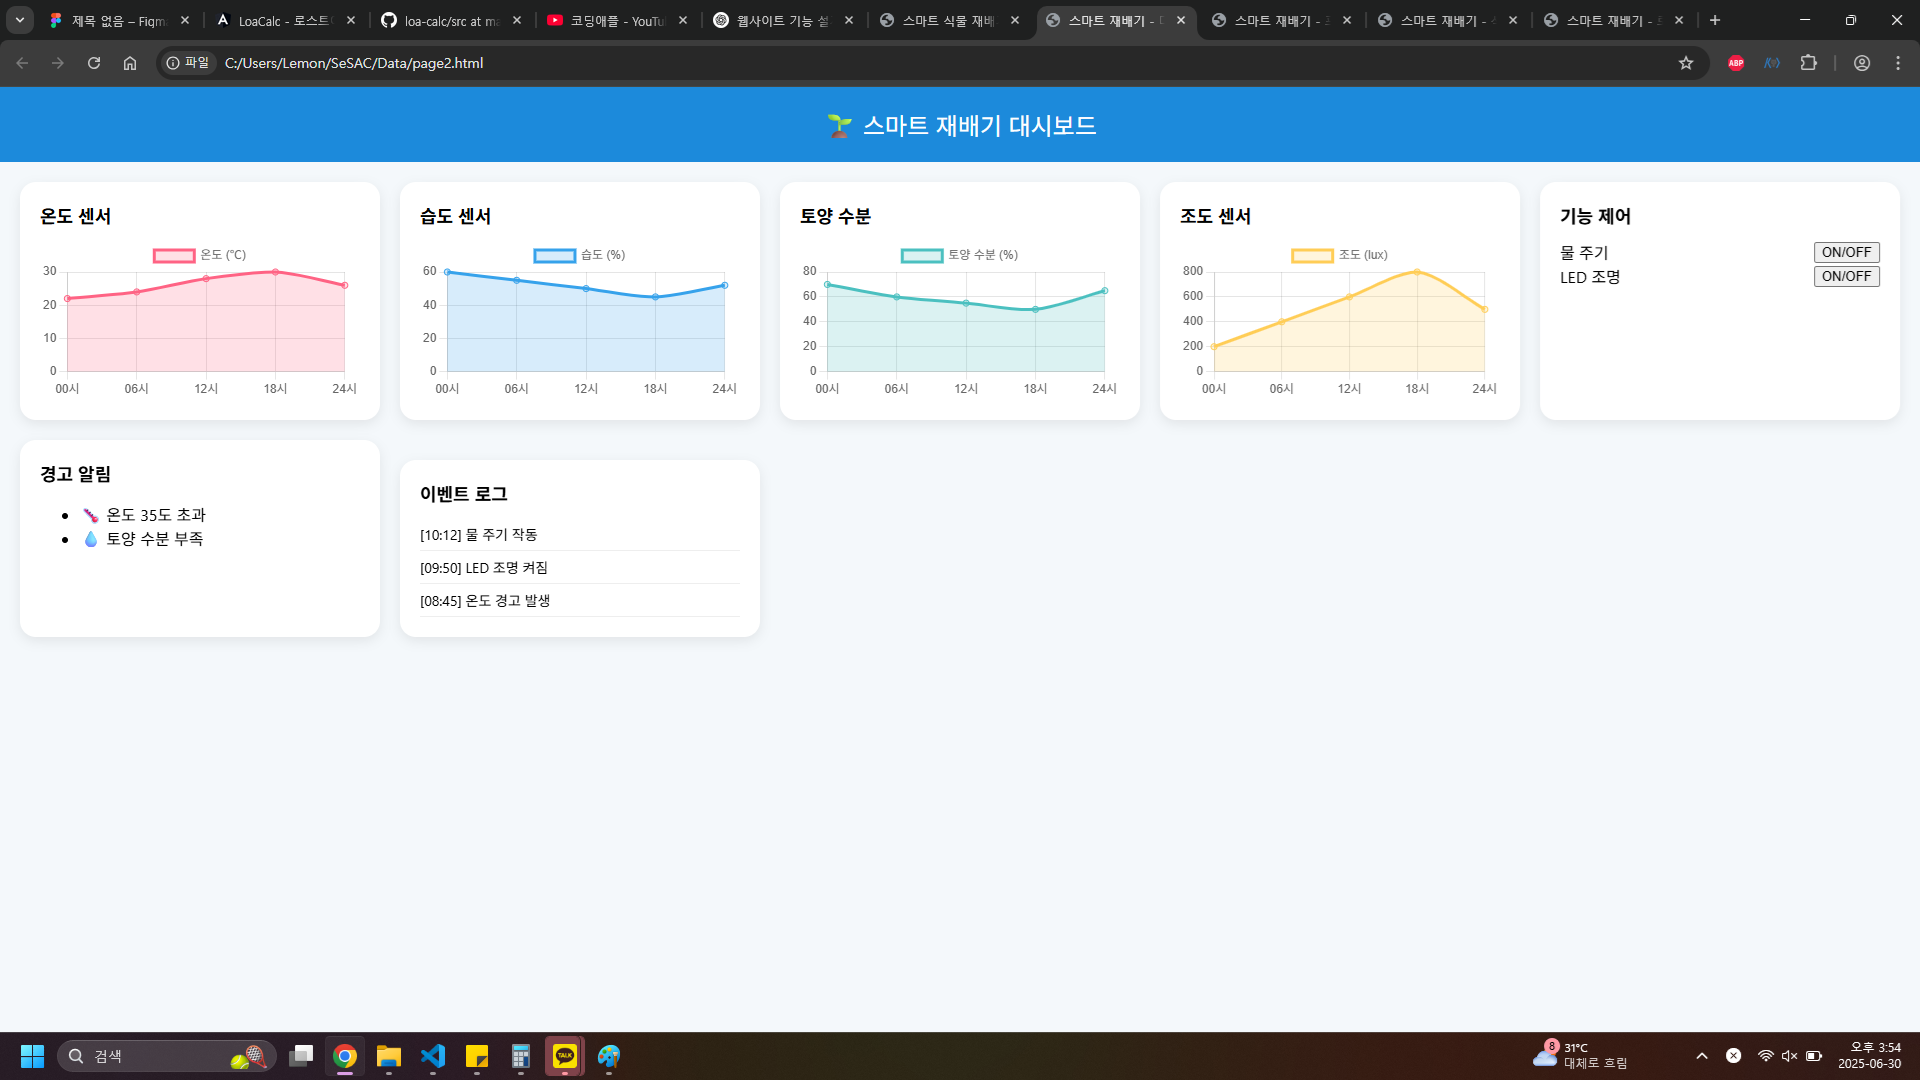 제목 없음 – Figm
LoaCalc - 로스트
loa-calc/src at ma
코딩애플 - YouTu
웹사이트 기능 설
스마트 식물 재배
스마트 재배기 - 
스마트 재배기 - 
스마트 재배기 - 
스마트 재배기 - 
파일
C:/Users/Lemon/SeSAC/Data/page2.html
ABP
스마트 재배기 대시보드
온도 센서
온도 (°C)
30
20
10
0
00시 06시 12시 18시 24시
습도 센서
습도 (%)
60
40
20
0
00시 06시 12시 18시 24시
토양 수분
토양 수분 (%)
80
60
40
20
0
00시 06시 12시 18시 24시
조도 센서
조도 (lux)
800
600
400
200
0
00시 06시 12시 18시 24시
기능 제어
물 주기 ON/OFF
LED 조명 ON/OFF
경고 알림
온도 35도 초과
토양 수분 부족
이벤트 로그
[10:12] 물 주기 작동
[09:50] LED 조명 켜짐
[08:45] 온도 경고 발생
검색
TALK
8
31°C
대체로 흐림
오후 3:54
2025-06-30